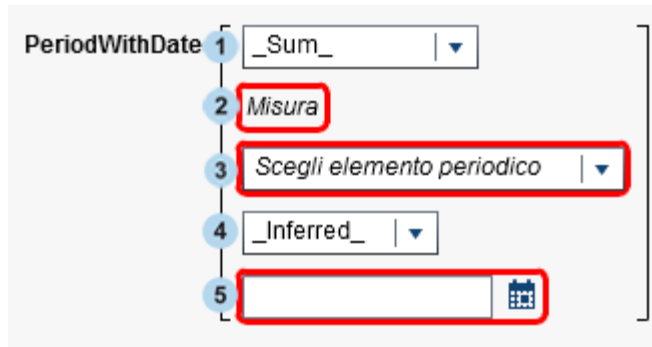 PeriodWithDate 1 _Sum_
2 Misura
3 Scegli elemento periodico
4 _Inferred_
5